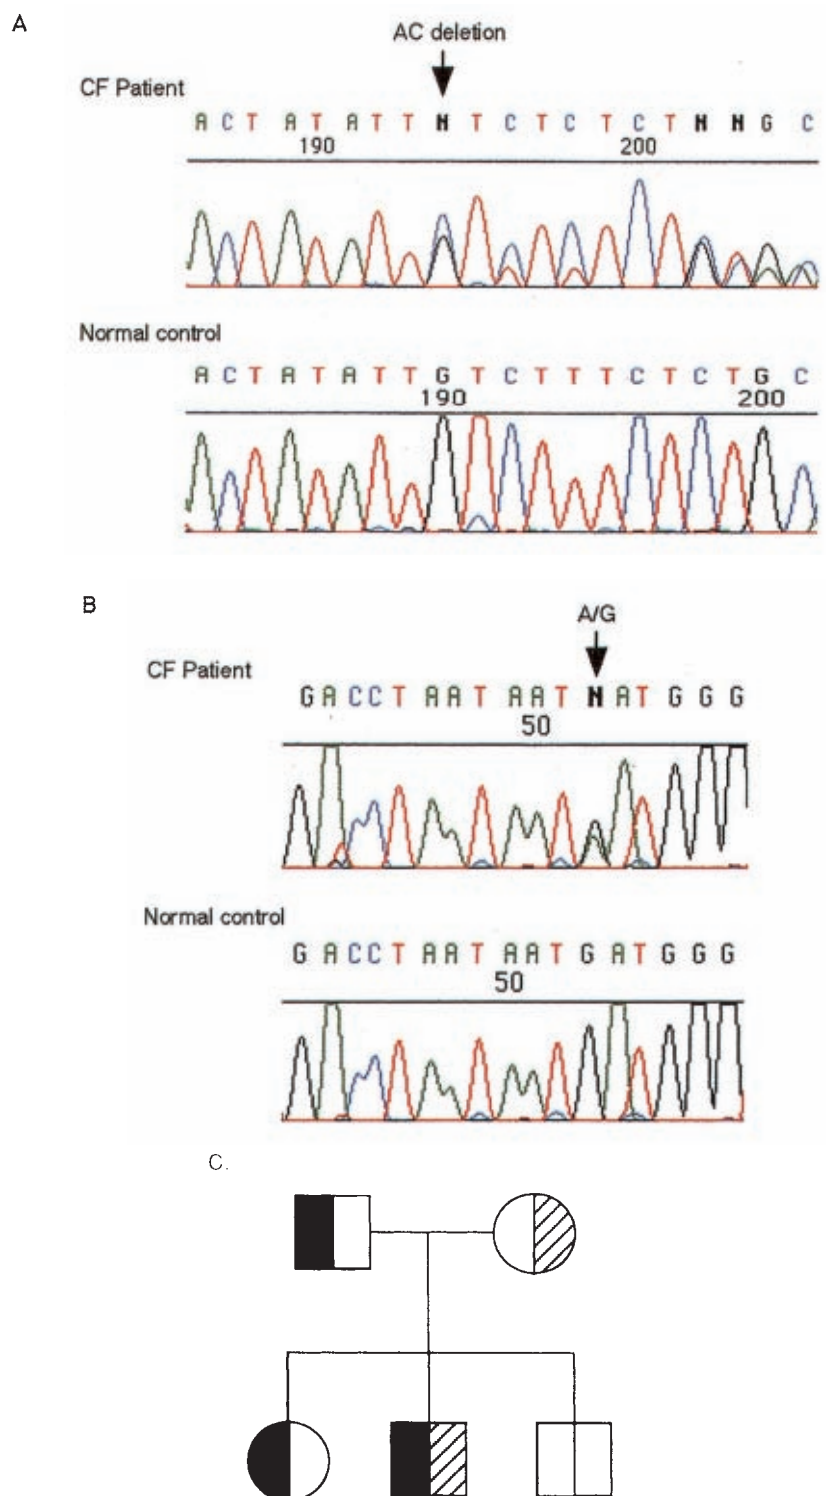 A
AC deletion
CF Patient
A C T A T A T T N T C T C T C T N N G C
190 200
Normal control
A C T A T A T T G T C T T T C T C T G C
190 200
B
A/G
CF Patient
G A C C T A A T A A T N A T G G G
50
Normal control
G A C C T A A T A A T G A T G G G
50
C.